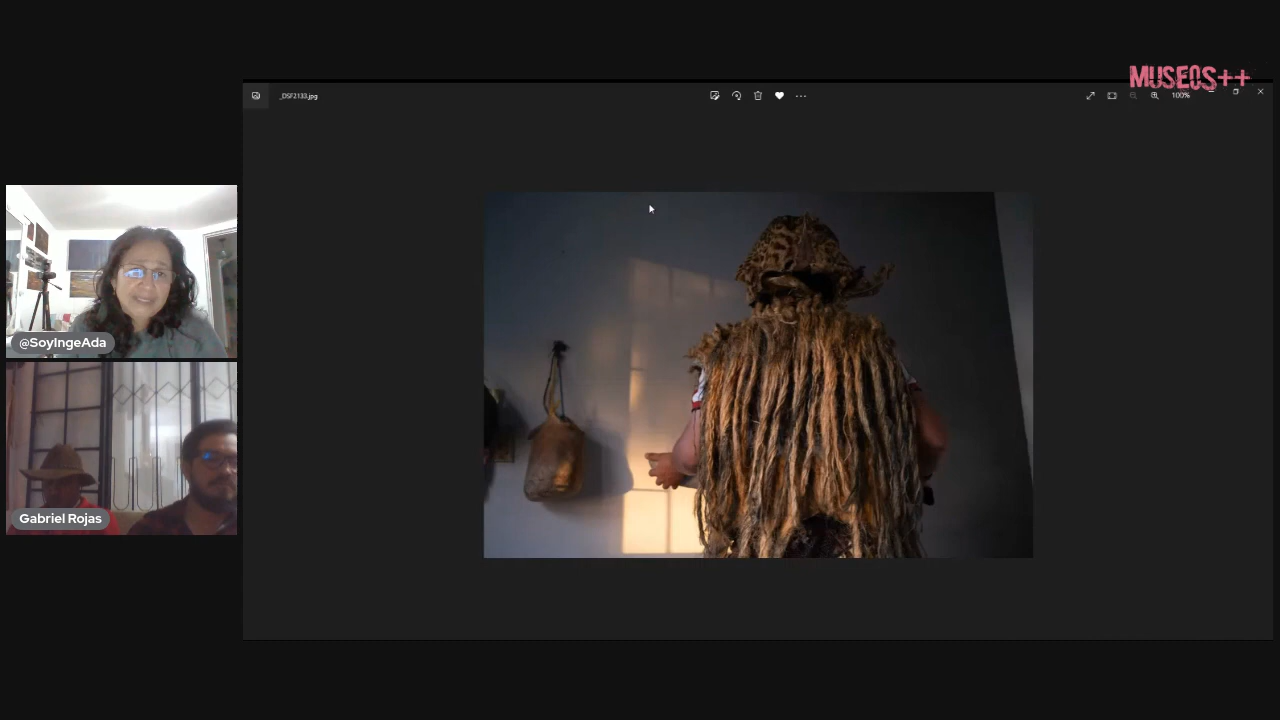 MUSEOS++
_DSF2133.jpg
100%
@SoyIngeAda
Gabriel Rojas